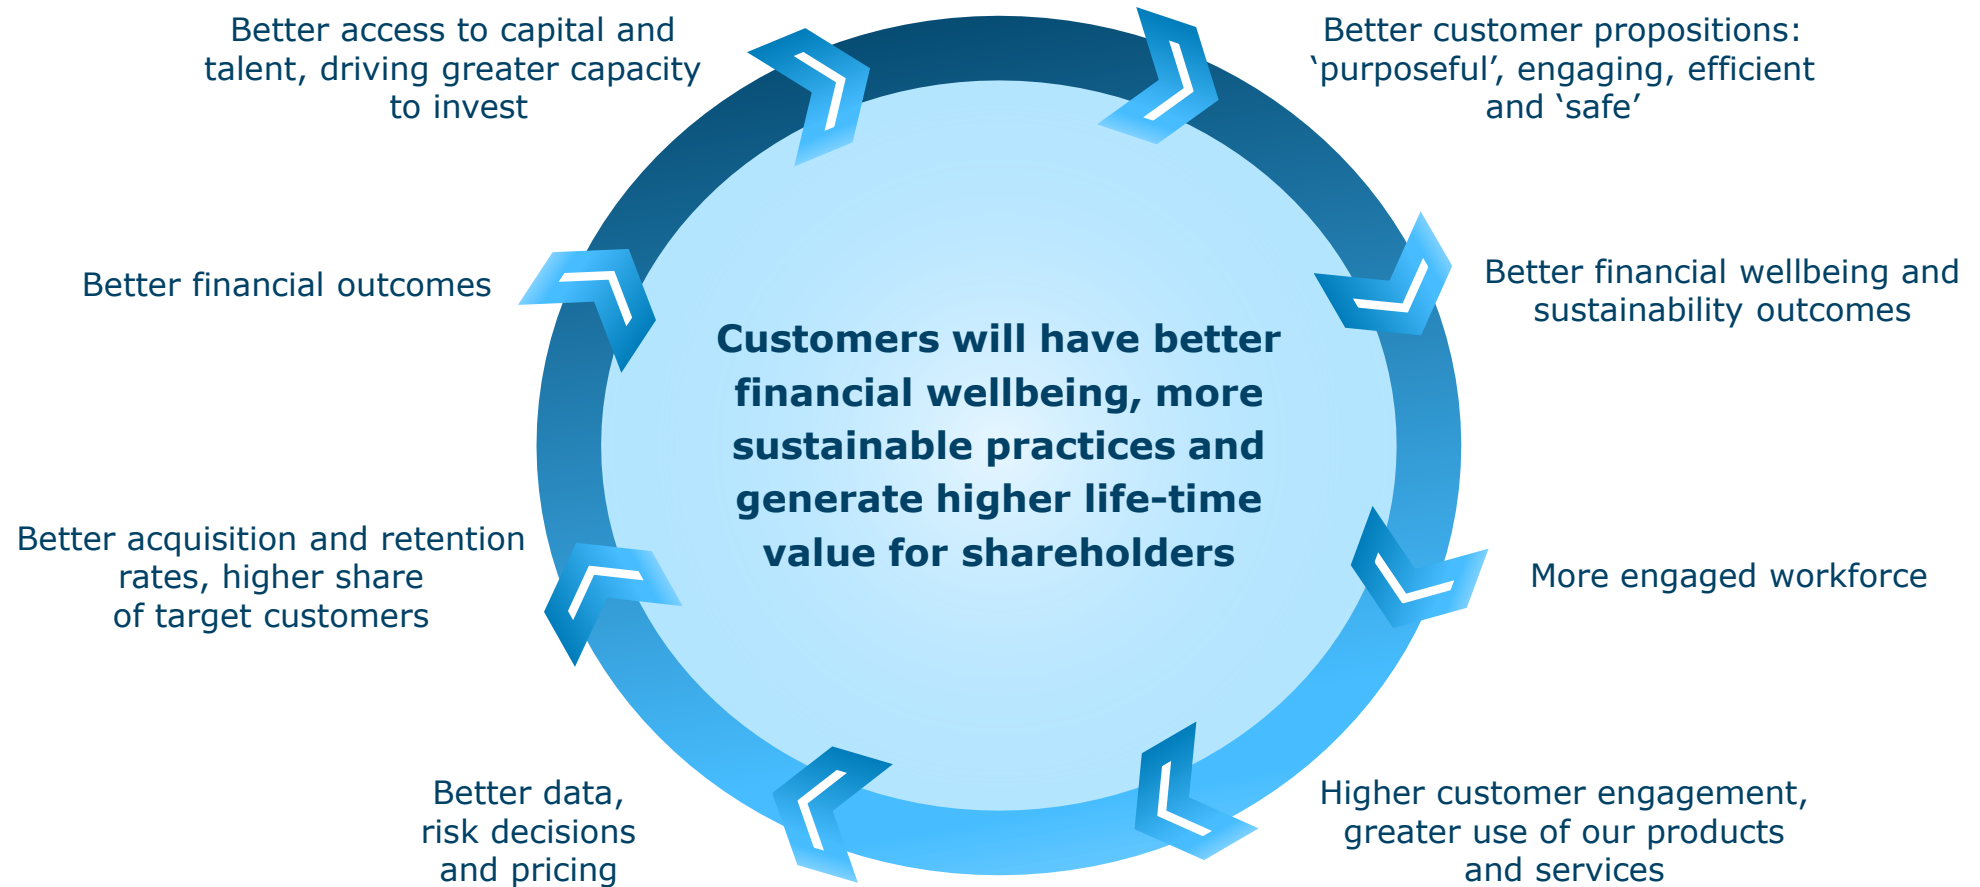 Better access to capital and
talent, driving greater capacity
to invest
Better customer propositions:
‘purposeful’, engaging, efficient
and ‘safe’
Better financial wellbeing and
sustainability outcomes
More engaged workforce
Higher customer engagement,
greater use of our products
and services
Better data,
risk decisions
and pricing
Better acquisition and retention
rates, higher share
of target customers
Better financial outcomes
Customers will have better
financial wellbeing, more
sustainable practices and
generate higher life-time
value for shareholders